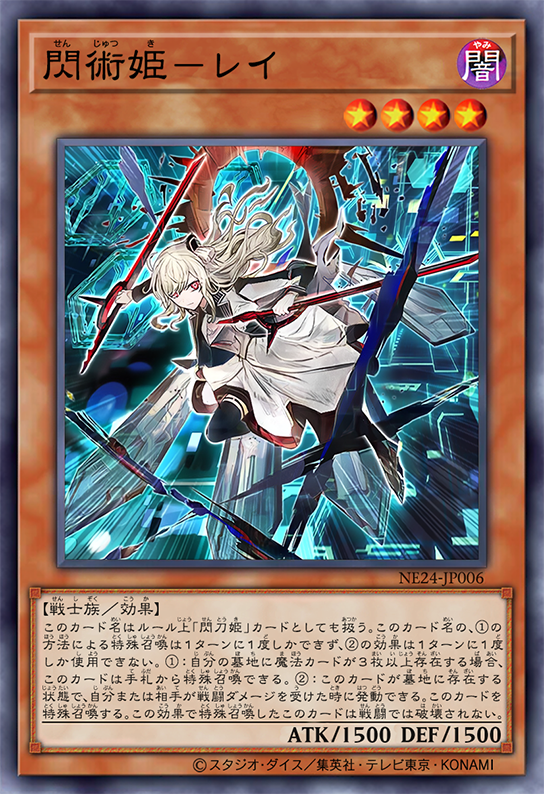 閃術姫－レイ
闇
NE24-JP006
【戦士族／効果】
このカード名はルール上「閃刀姫」カードとしても扱う。このカード名の、①の
方法による特殊召喚は１ターンに１度しかできず、②の効果は１ターンに１度
しか使用できない。①：自分の墓地に魔法カードが３枚以上存在する場合、
このカードは手札から特殊召喚できる。②：このカードが墓地に存在する
状態で、自分または相手が戦闘ダメージを受けた時に発動できる。このカードを
特殊召喚する。この効果で特殊召喚したこのカードは戦闘では破壊されない。
ATK/1500 DEF/1500
©スタジオ・ダイス／集英社・テレビ東京・KONAMI